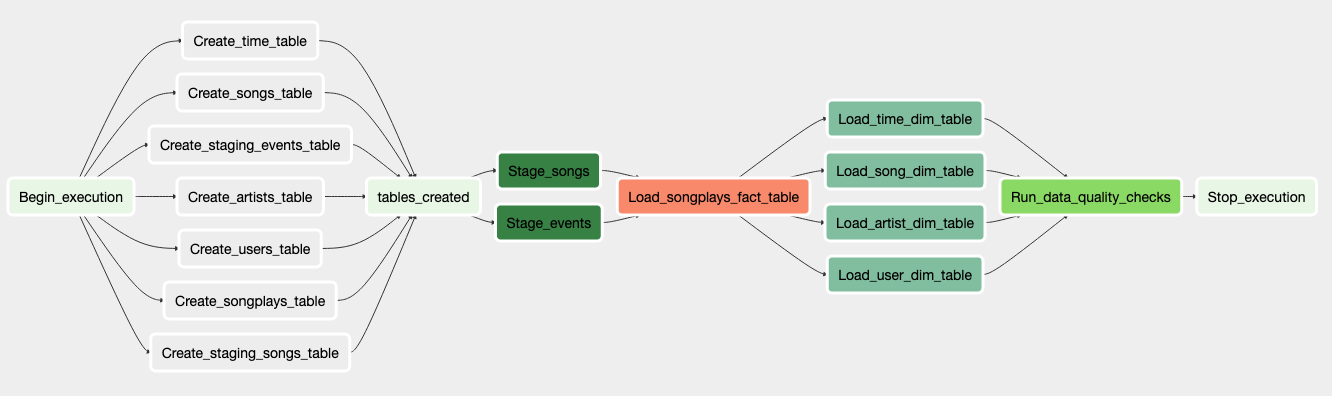 Begin_execution
Create_time_table
Create_songs_table
Create_staging_events_table
Create_artists_table
Create_users_table
Create_songplays_table
Create_staging_songs_table
tables_created
Stage_songs
Stage_events
Load_songplays_fact_table
Load_time_dim_table
Load_song_dim_table
Load_artist_dim_table
Load_user_dim_table
Run_data_quality_checks
Stop_execution